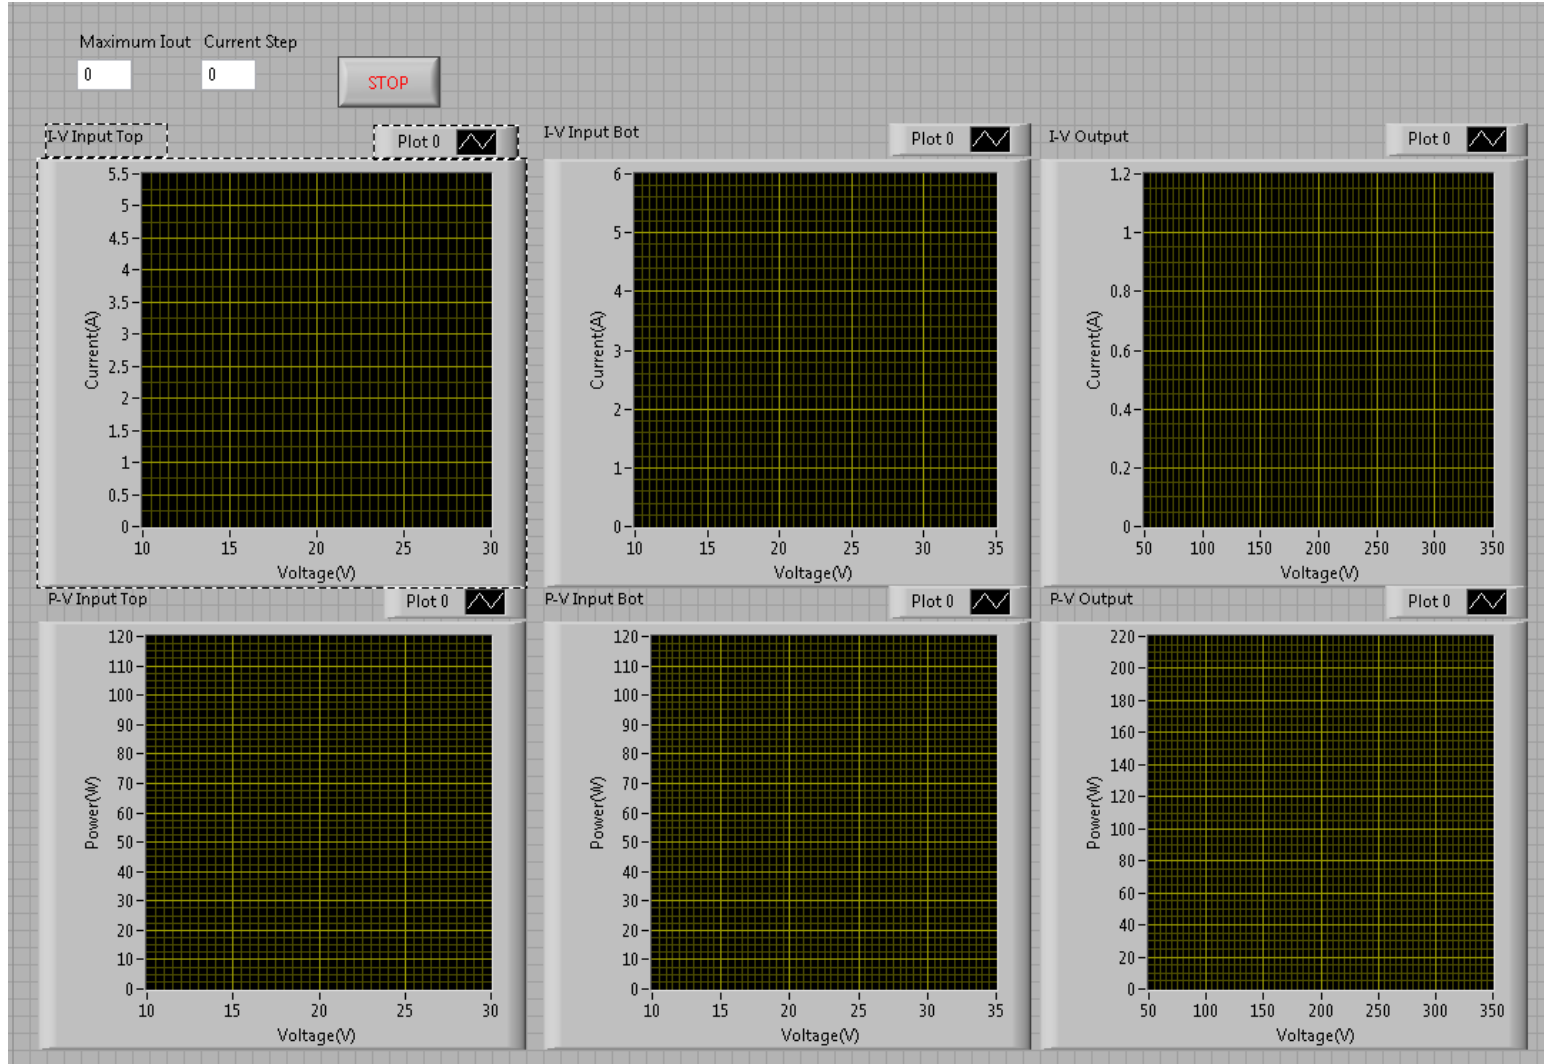 Maximum Iout Current Step
0 0
STOP
I-V Input Top Plot 0
5.5
5
4.5
4
3.5
3
2.5
2
1.5
1
0.5
0
Current(A)
10 15 20 25 30
Voltage(V)
I-V Input Bot Plot 0
6
5
4
3
2
1
0
Current(A)
10 15 20 25 30 35
Voltage(V)
I-V Output Plot 0
1.2
1
0.8
0.6
0.4
0.2
0
Current(A)
50 100 150 200 250 300 350
Voltage(V)
P-V Input Top Plot 0
120
110
100
90
80
70
60
50
40
30
20
10
0
Power(W)
10 15 20 25 30
Voltage(V)
P-V Input Bot Plot 0
120
110
100
90
80
70
60
50
40
30
20
10
0
Power(W)
10 15 20 25 30 35
Voltage(V)
P-V Output Plot 0
220
200
180
160
140
120
100
80
60
40
20
0
Power(W)
50 100 150 200 250 300 350
Voltage(V)